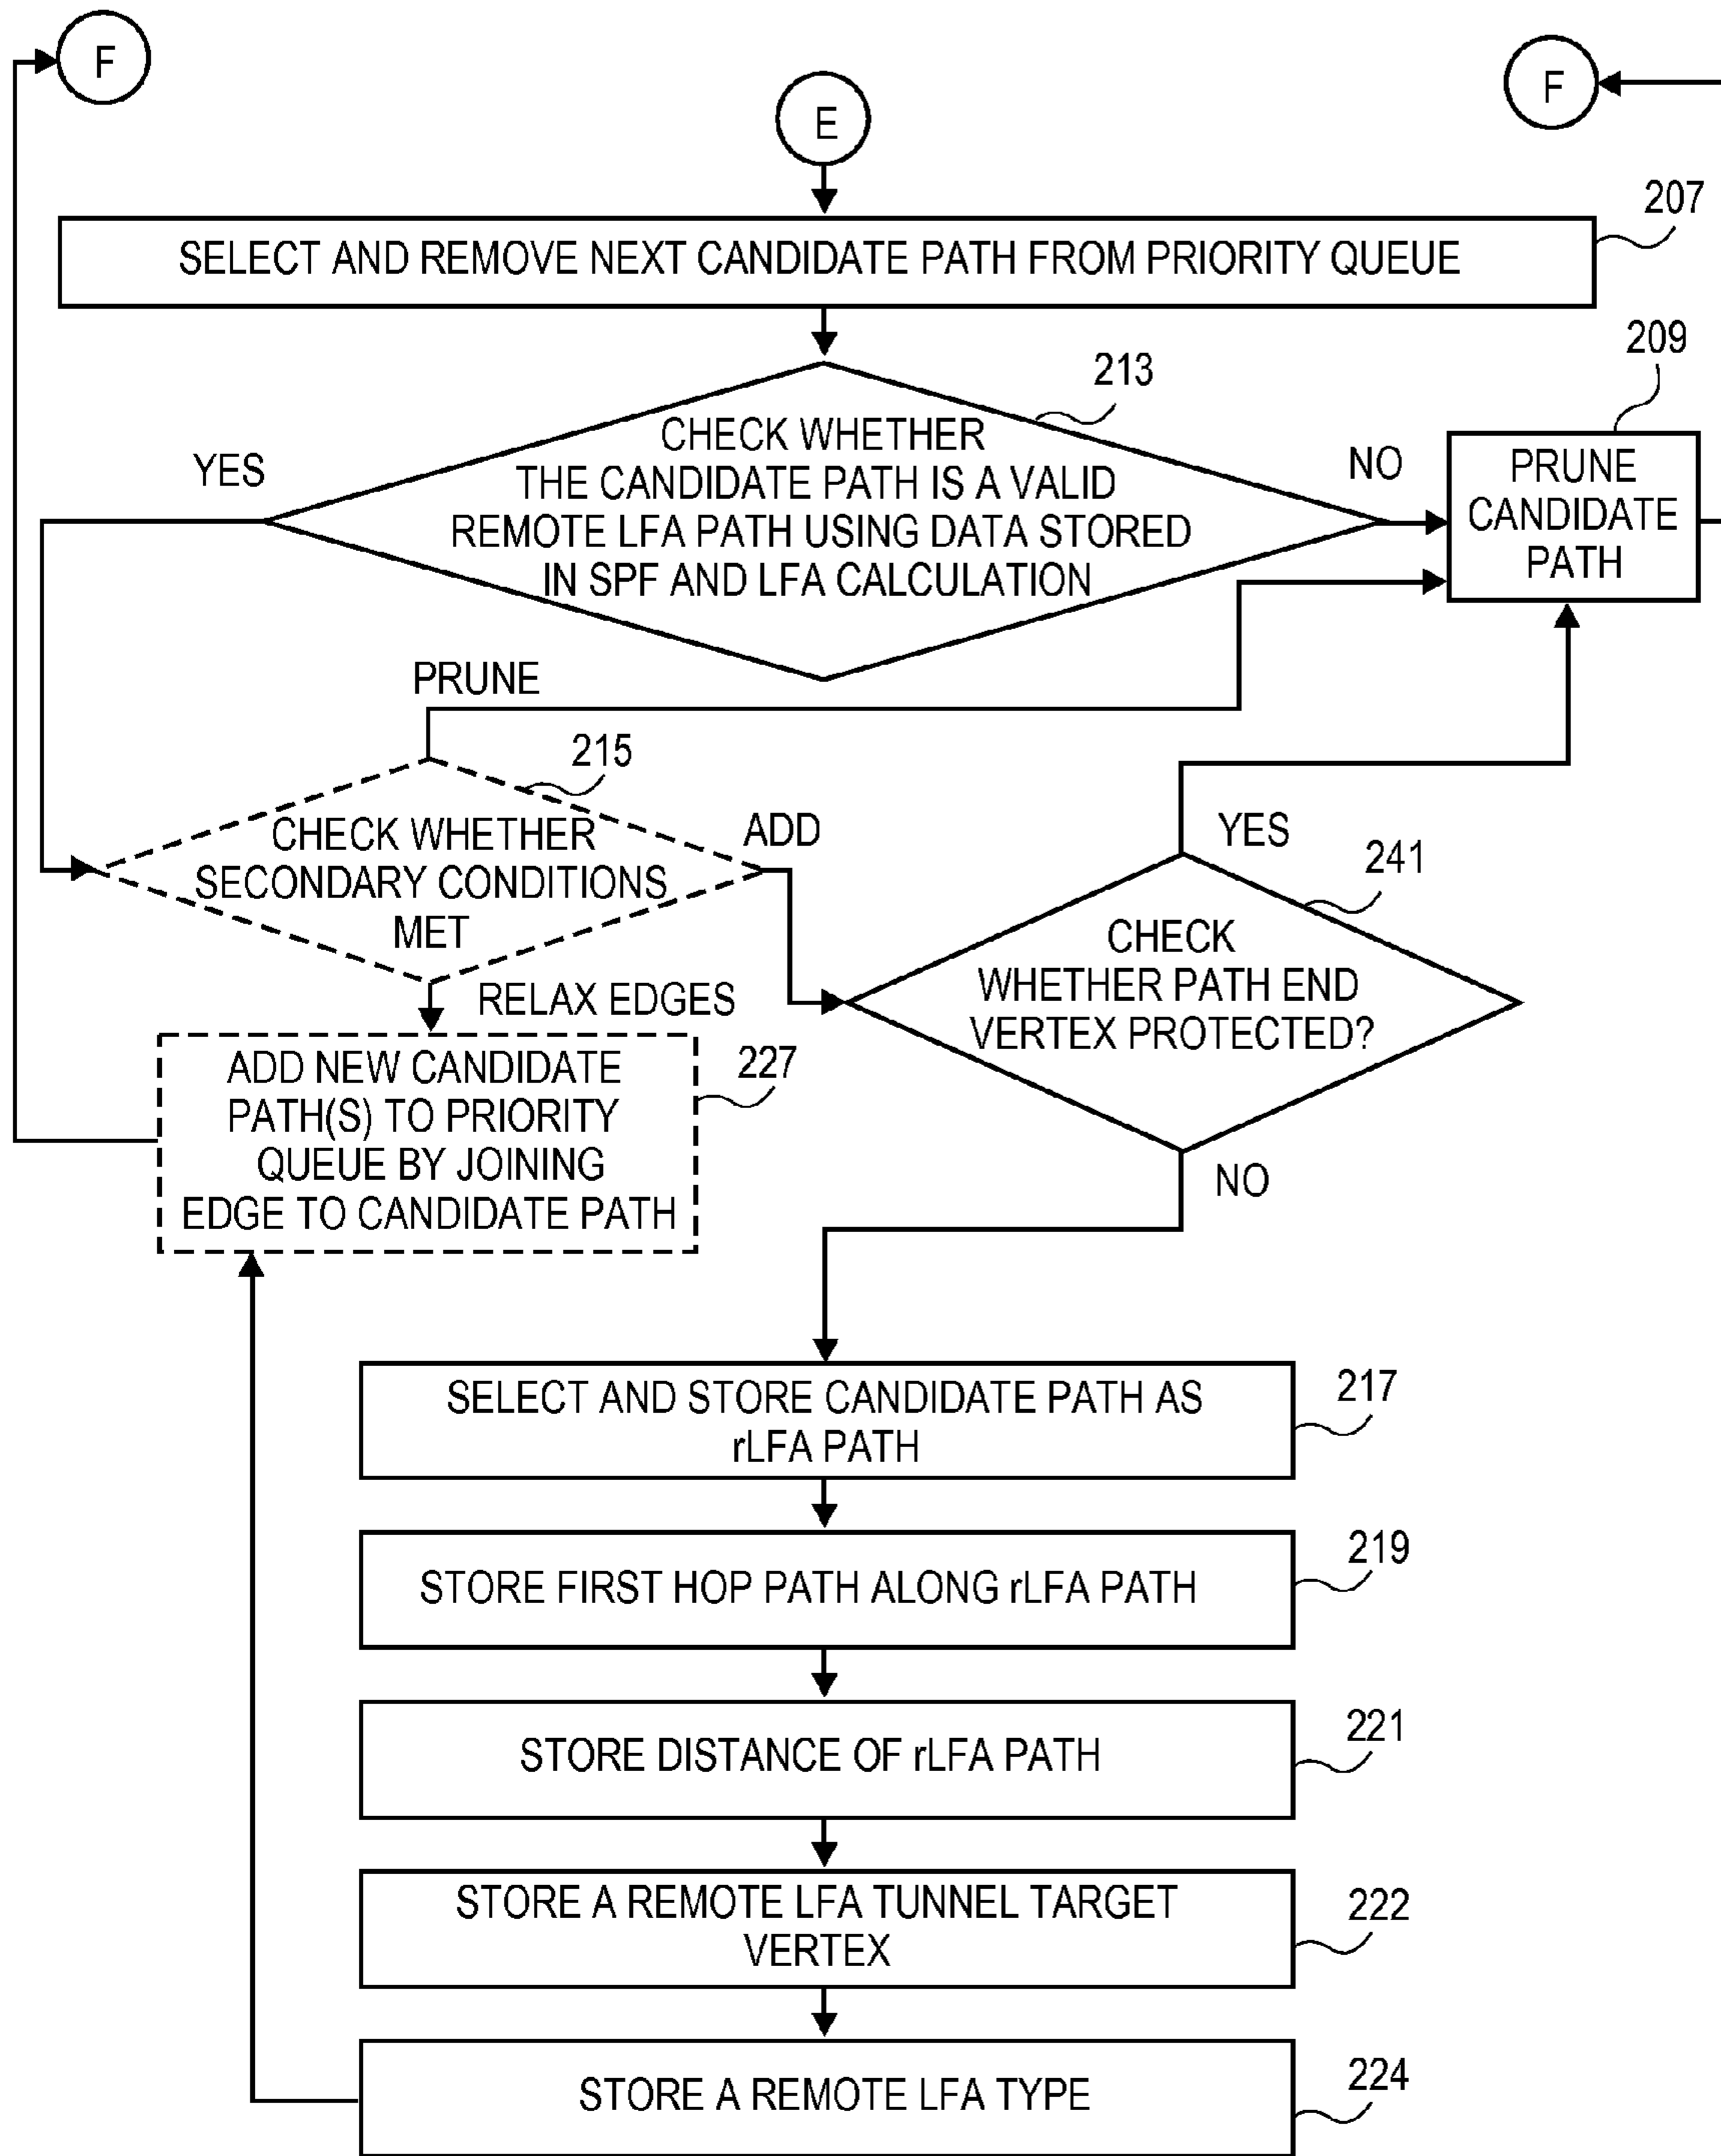 F
F
E
207
SELECT AND REMOVE NEXT CANDIDATE PATH FROM PRIORITY QUEUE
209
213
CHECK WHETHER
THE CANDIDATE PATH IS A VALID
REMOTE LFA PATH USING DATA STORED
IN SPF AND LFA CALCULATION
YES
NO
PRUNE
CANDIDATE
PATH
PRUNE
215
CHECK WHETHER
SECONDARY CONDITIONS
MET
ADD
YES
241
CHECK
WHETHER PATH END
VERTEX PROTECTED?
RELAX EDGES
227
ADD NEW CANDIDATE
PATH(S) TO PRIORITY
QUEUE BY JOINING
EDGE TO CANDIDATE PATH
NO
SELECT AND STORE CANDIDATE PATH AS
rLFA PATH
217
STORE FIRST HOP PATH ALONG rLFA PATH
219
STORE DISTANCE OF rLFA PATH
221
STORE A REMOTE LFA TUNNEL TARGET
VERTEX
222
STORE A REMOTE LFA TYPE
224